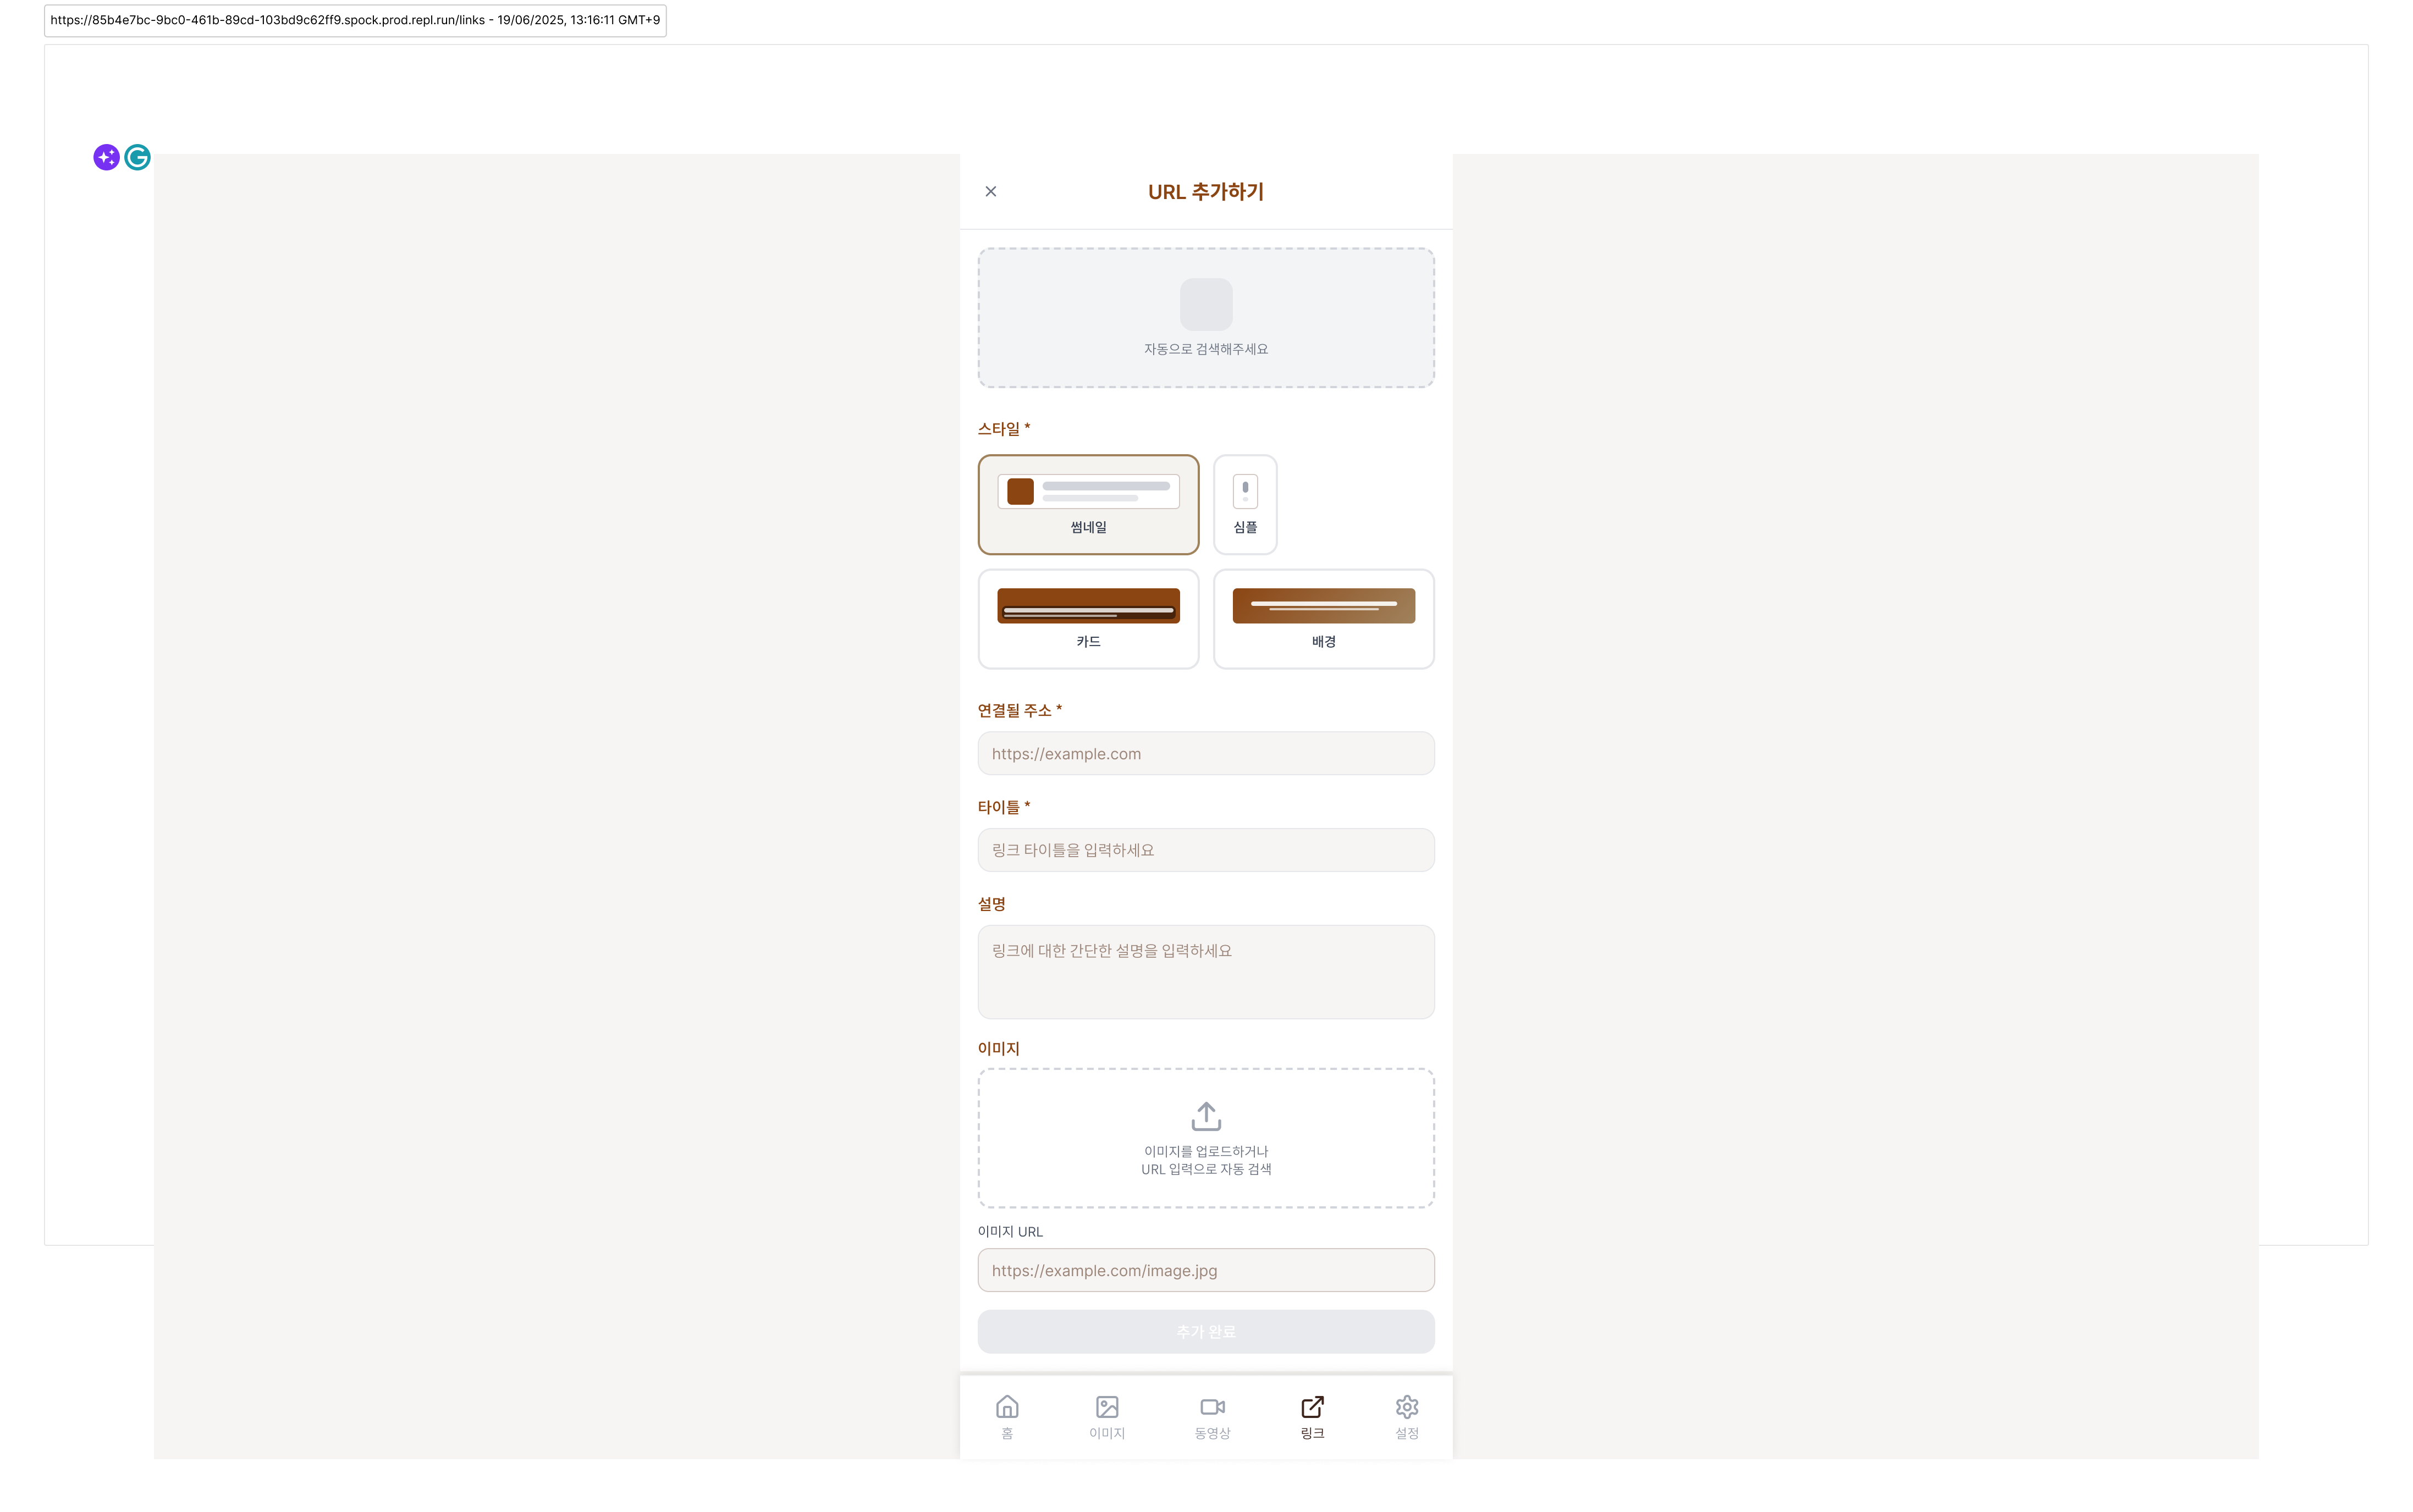 https://85b4e7bc-9bc0-461b-89cd-103bd9c62ff9.spock.prod.repl.run/links - 19/06/2025, 13:16:11 GMT+9
URL 추가하기
자동으로 검색해주세요
스타일 *
썸네일
심플
카드
배경
연결될 주소 *
https://example.com
타이틀 *
링크 타이틀을 입력하세요
설명
링크에 대한 간단한 설명을 입력하세요
이미지
이미지를 업로드하거나
URL 입력으로 자동 검색
이미지 URL
https://example.com/image.jpg
추가 완료
홈
이미지
동영상
링크
설정